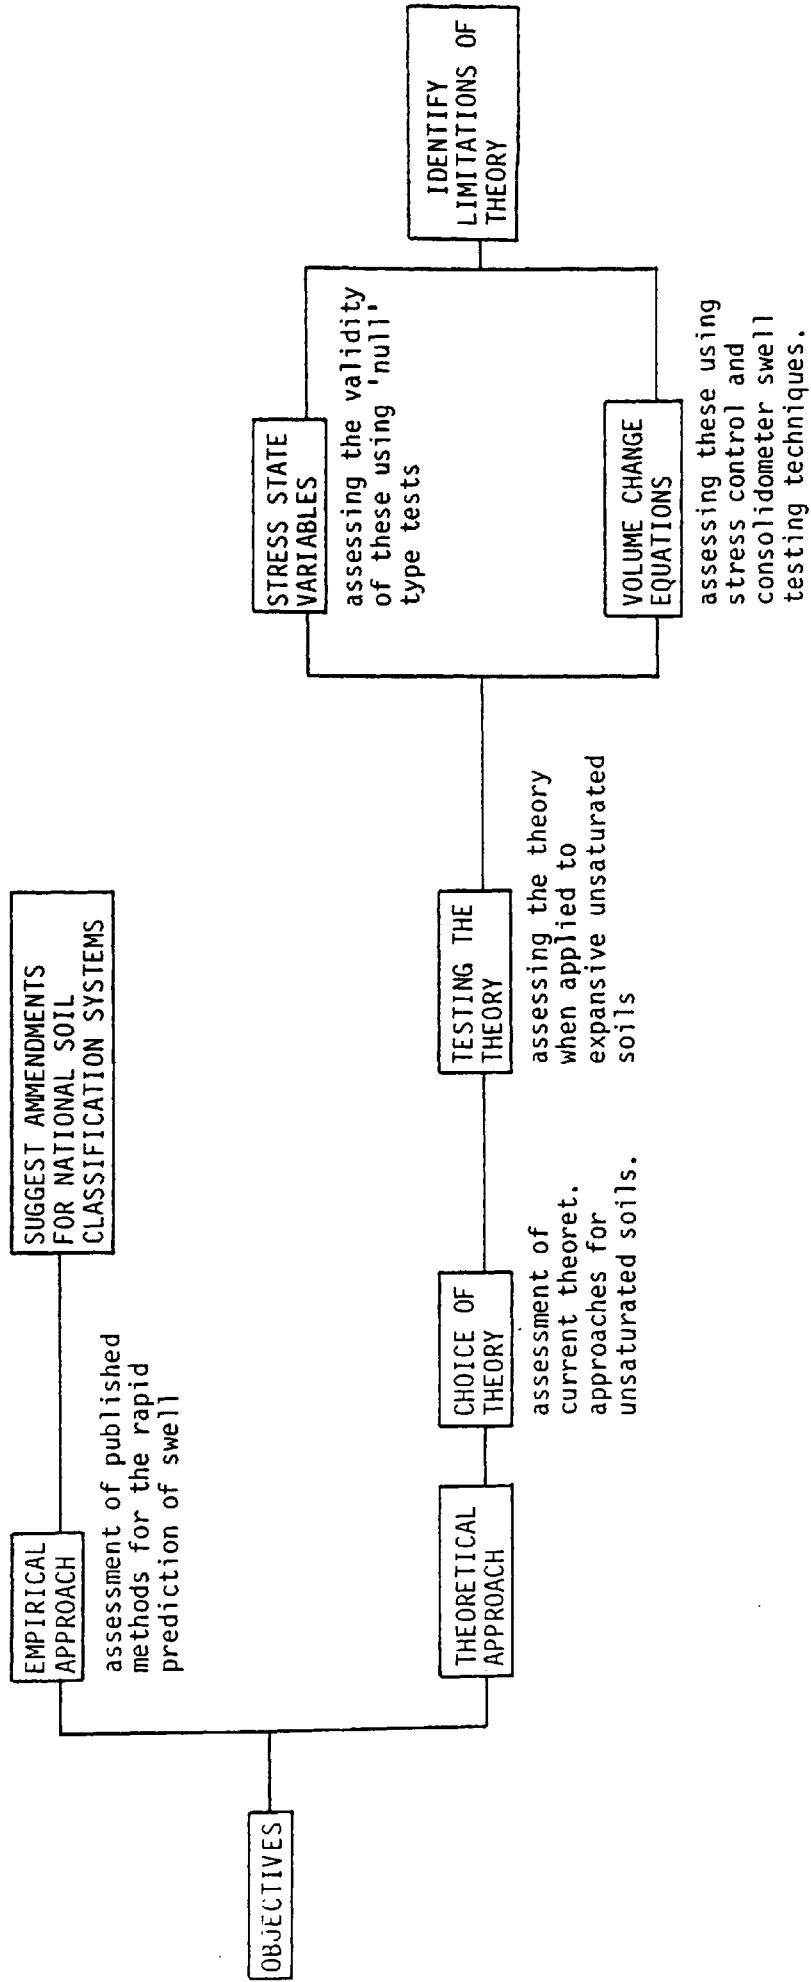 OBJECTIVES
EMPIRICAL
APPROACH
assessment of published
methods for the rapid
prediction of swell
SUGGEST AMMENDMENTS
FOR NATIONAL SOIL
CLASSIFICATION SYSTEMS
THEORETICAL
APPROACH
CHOICE OF
THEORY
assessment of
current theoret.
approaches for
unsaturated soils.
TESTING THE
THEORY
assessing the theory
when applied to
expansive unsaturated
soils
STRESS STATE
VARIABLES
assessing the validity
of these using 'null'
type tests
VOLUME CHANGE
EQUATIONS
assessing these using
stress control and
consolidometer swell
testing techniques.
IDENTIFY
LIMITATIONS OF
THEORY